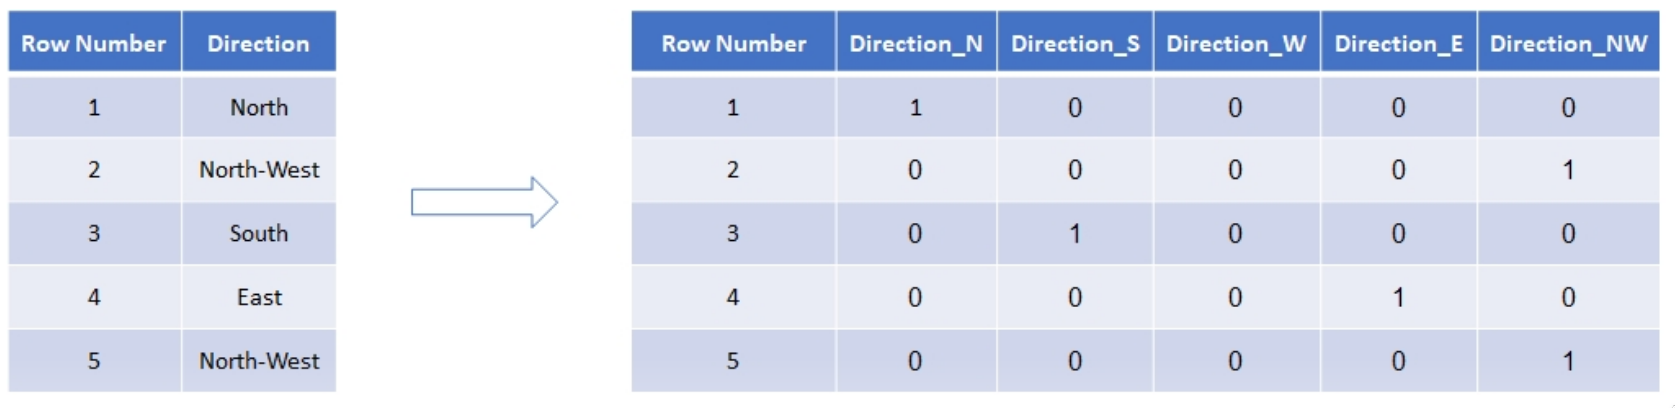 Row Number Direction
1 North
2 North-West
3 South
4 East
5 North-West
Row Number Direction_N Direction_S Direction_W Direction_E Direction_NW
1 1 0 0 0 0
2 0 0 0 0 1
3 0 1 0 0 0
4 0 0 0 1 0
5 0 0 0 0 1